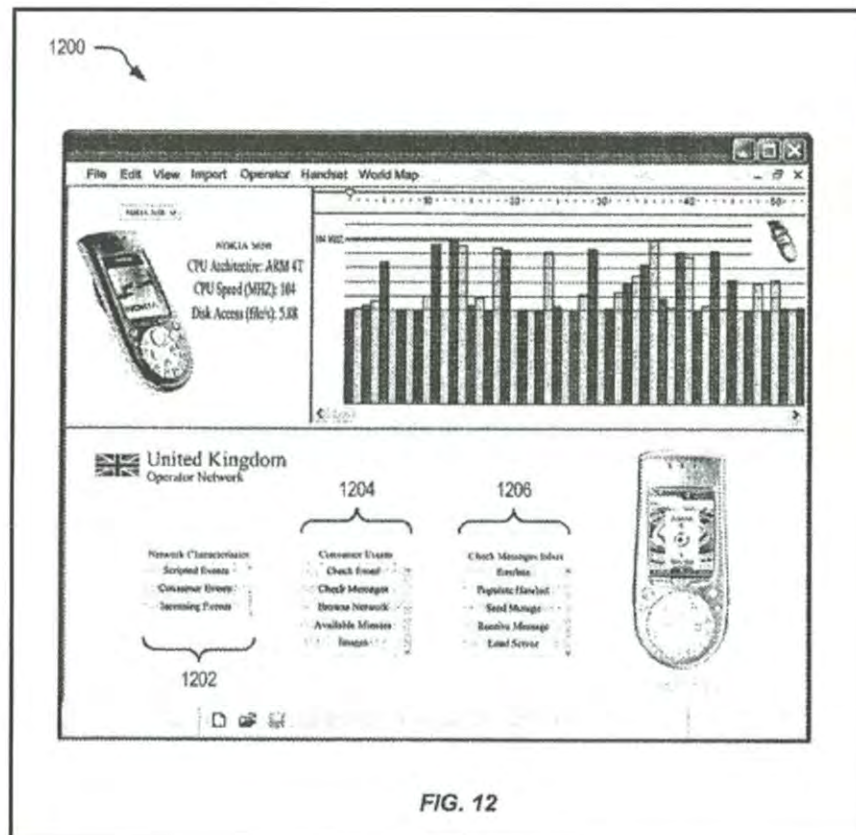 1200
File Edit View Import Operator Handset World Map
NOKIA
CPU Architecture: ARM 4T
CPU Speed (MHZ): 104
Disk Access (file/s): 5.88
NOKIA
10 20 30 40 50
United Kingdom
Operator Network
1204
1206
Network Characteristics
Scripted Events
Consumer Events
Incoming Events
Consumer Events
Check Email
Check Messages
Browse Network
Available Minutes
Images
Check Messages Inbox
Populate Handset
Send Message
Receive Message
Load Server
1202
FIG. 12